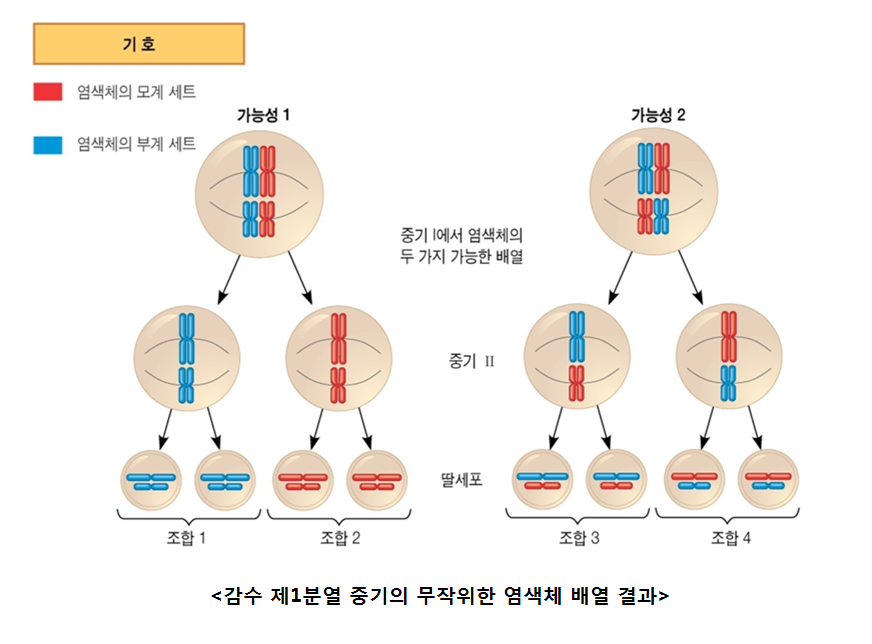 기 호
염색체의 모계 세트
염색체의 부계 세트
가능성 1
가능성 2
중기 I에서 염색체의
두 가지 가능한 배열
중기 Ⅱ
딸세포
조합 1
조합 2
조합 3
조합 4
<감수 제1분열 중기의 무작위한 염색체 배열 결과>